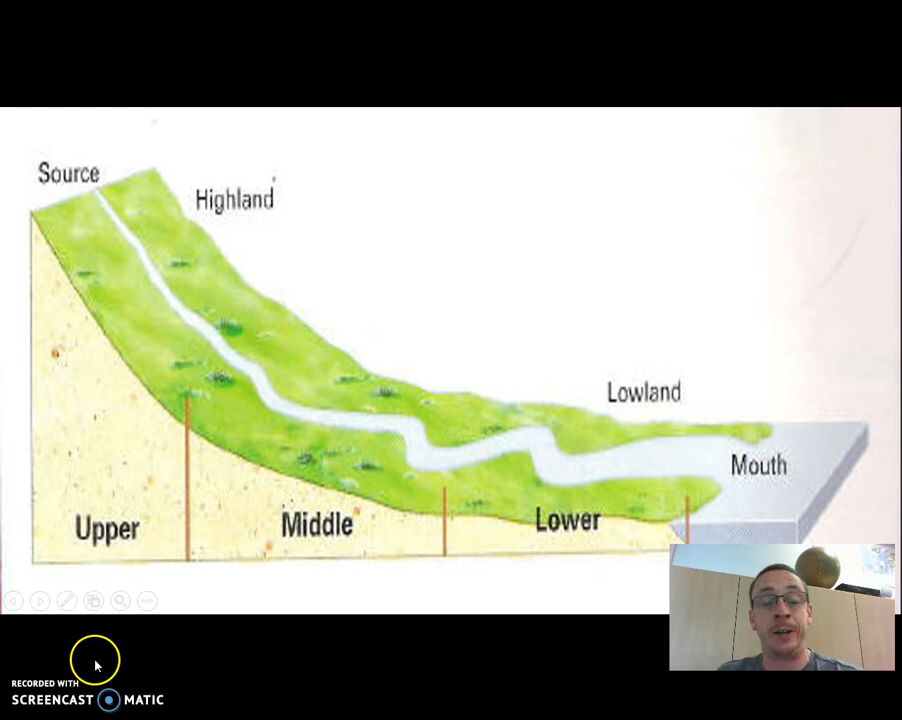 Source
Highland
Lowland
Mouth
Upper
Middle
Lower
RECORDED WITH
SCREENCAST MATIC